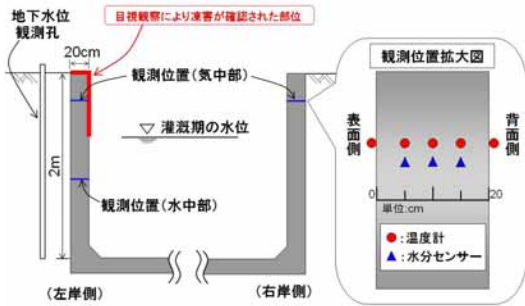 目視観察により凍害が確認された部位
地下水位
観測孔
20cm
観測位置(気中部)
灌漑期の水位
2m
観測位置(水中部)
(左岸側)
(右岸側)
観測位置拡大図
表面側
背面側
0
20
単位:cm
:温度計
:水分センサー